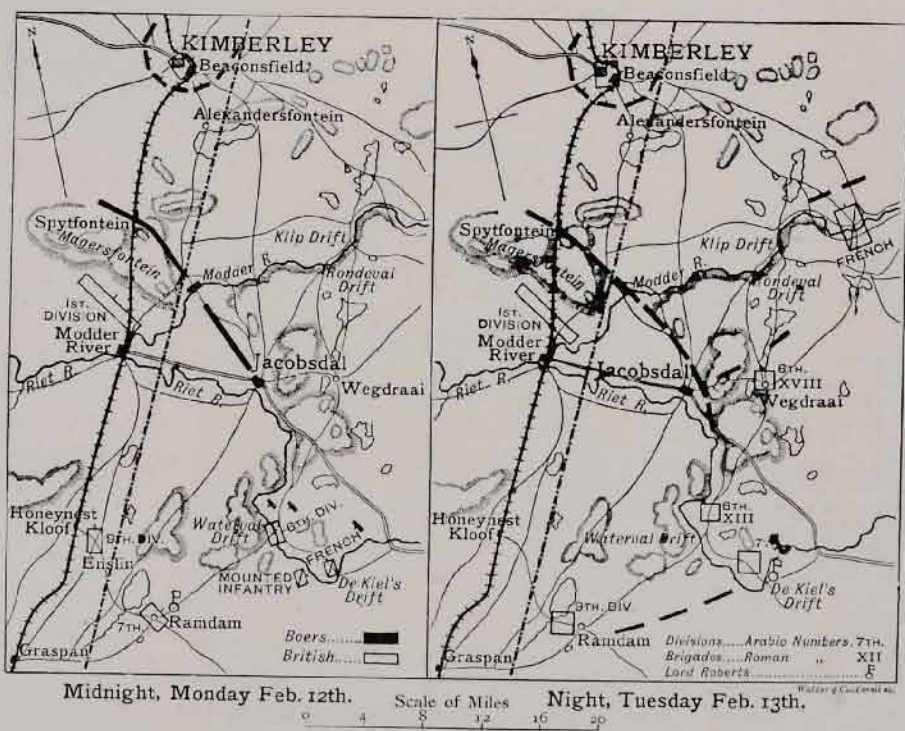 N
KIMBERLEY
Beaconsfield
Alexandersfontein
Spytfontein
Magersfontein
Klip Drift
Modder R.
Rondeval
Drift
1ST.
DIVISION
Modder
River
Jacobsdal
Riet R.
Riet R.
Wegdraai
Honeynest
Kloof
9TH. DIV.
Enslin
Waterval
Drift
6TH. DIV.
FRENCH
MOUNTED
INFANTRY
De Kiel's
Drift
7TH.
Ramdam
Graspan
Boers
British
Midnight, Monday Feb. 12th.
N
KIMBERLEY
Beaconsfield
Alexandersfontein
Spytfontein
Magersfontein
Klip Drift
FRENCH
Modder R.
Rondeval
Drift
1ST.
DIVISION
Modder
River
Jacobsdal
Riet R.
Riet R.
6TH.
XVIII
Wegdraai
Honeynest
Kloof
Waterval Drift
6TH.
XIII
De Kiel's
Drift
9TH. DIV.
Ramdam
Graspan
Divisions....Arabic Numbers. 7TH.
Brigades....Roman " XII
Lord Roberts
Night, Tuesday Feb. 13th.
Scale of Miles
0 4 8 12 16 20